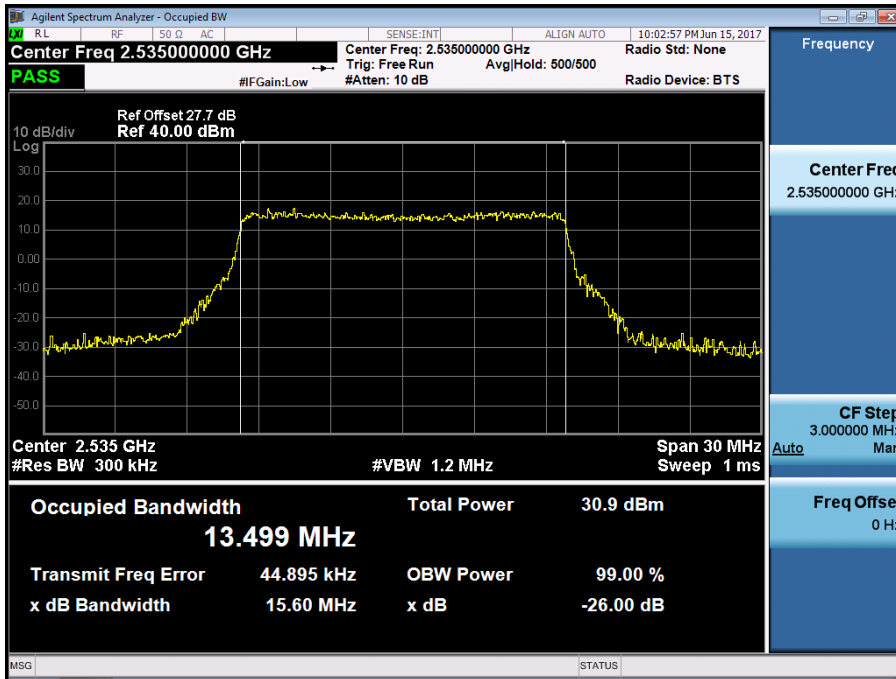 Agilent Spectrum Analyzer - Occupied BW
LXI RL RF 50 Ω AC SENSE:INT ALIGN AUTO 10:02:57 PM Jun 15, 2017
Center Freq 2.535000000 GHz
Center Freq: 2.535000000 GHz
Radio Std: None
Trig: Free Run Avg|Hold: 500/500
PASS
#IFGain:Low
#Atten: 10 dB
Radio Device: BTS
Frequency
Ref Offset 27.7 dB
10 dB/div Ref 40.00 dBm
Log
30.0
20.0
10.0
0.00
-10.0
-20.0
-30.0
-40.0
-50.0
Center 2.535 GHz
Span 30 MHz
#Res BW 300 kHz
#VBW 1.2 MHz
Sweep 1 ms
Occupied Bandwidth
13.499 MHz
Total Power 30.9 dBm
Transmit Freq Error 44.895 kHz
OBW Power 99.00 %
x dB Bandwidth 15.60 MHz
x dB -26.00 dB
Center Freq
2.535000000 GHz
CF Step
3.000000 MHz
Auto Man
Freq Offset
0 Hz
MSG
STATUS